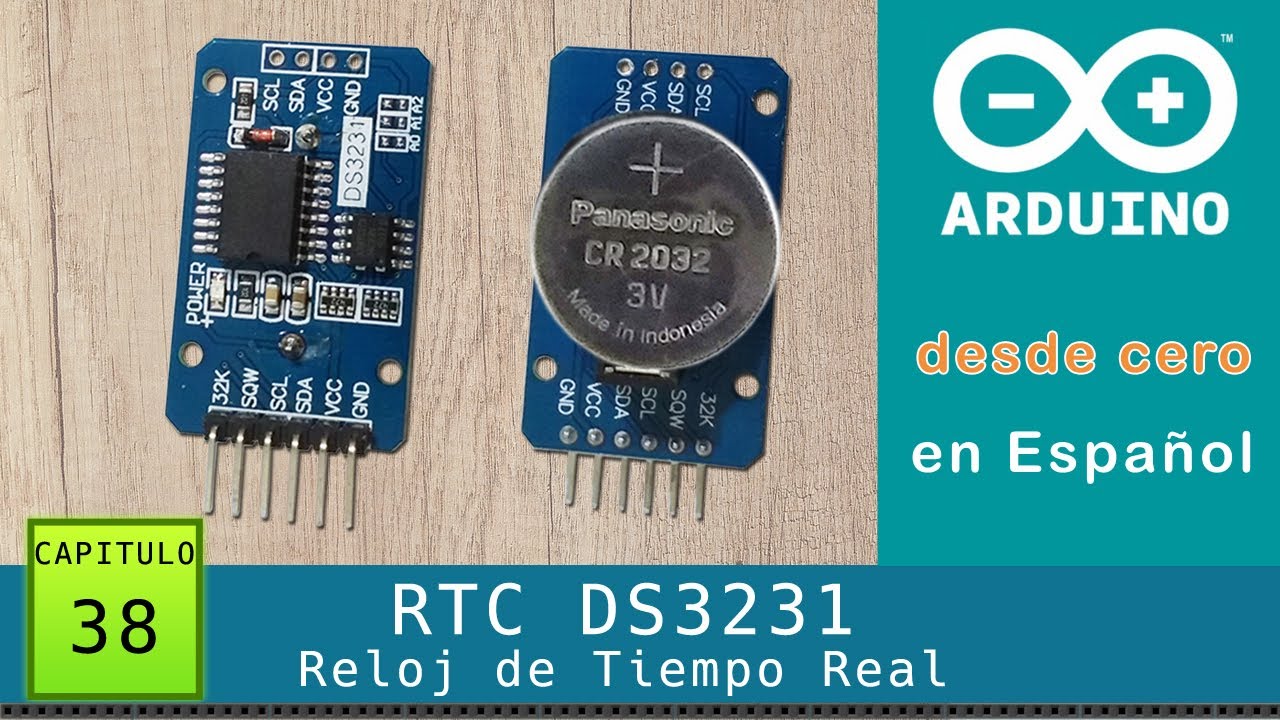 SCL SDA VCC GND
A0 A1 A2
DS3231
POWER
+
32K SQW SCL SDA VCC GND
GND VCC SDA SCL
+
Panasonic
CR 2032
3V
Made in Indonesia
GND VCC SDA SCL SQW 32K
- +
TM
ARDUINO
desde cero
en Español
CAPITULO
38
RTC DS3231
Reloj de Tiempo Real